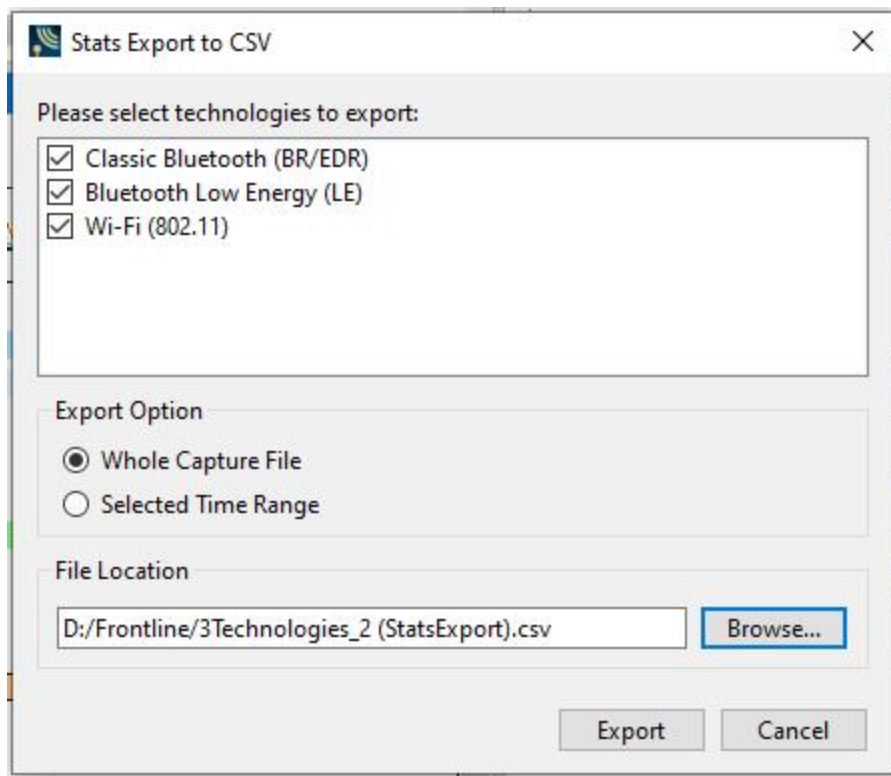 Stats Export to CSV
Please select technologies to export:
Classic Bluetooth (BR/EDR)
Bluetooth Low Energy (LE)
Wi-Fi (802.11)
Export Option
Whole Capture File
Selected Time Range
File Location
D:/Frontline/3Technologies_2 (StatsExport).csv
Browse...
Export
Cancel